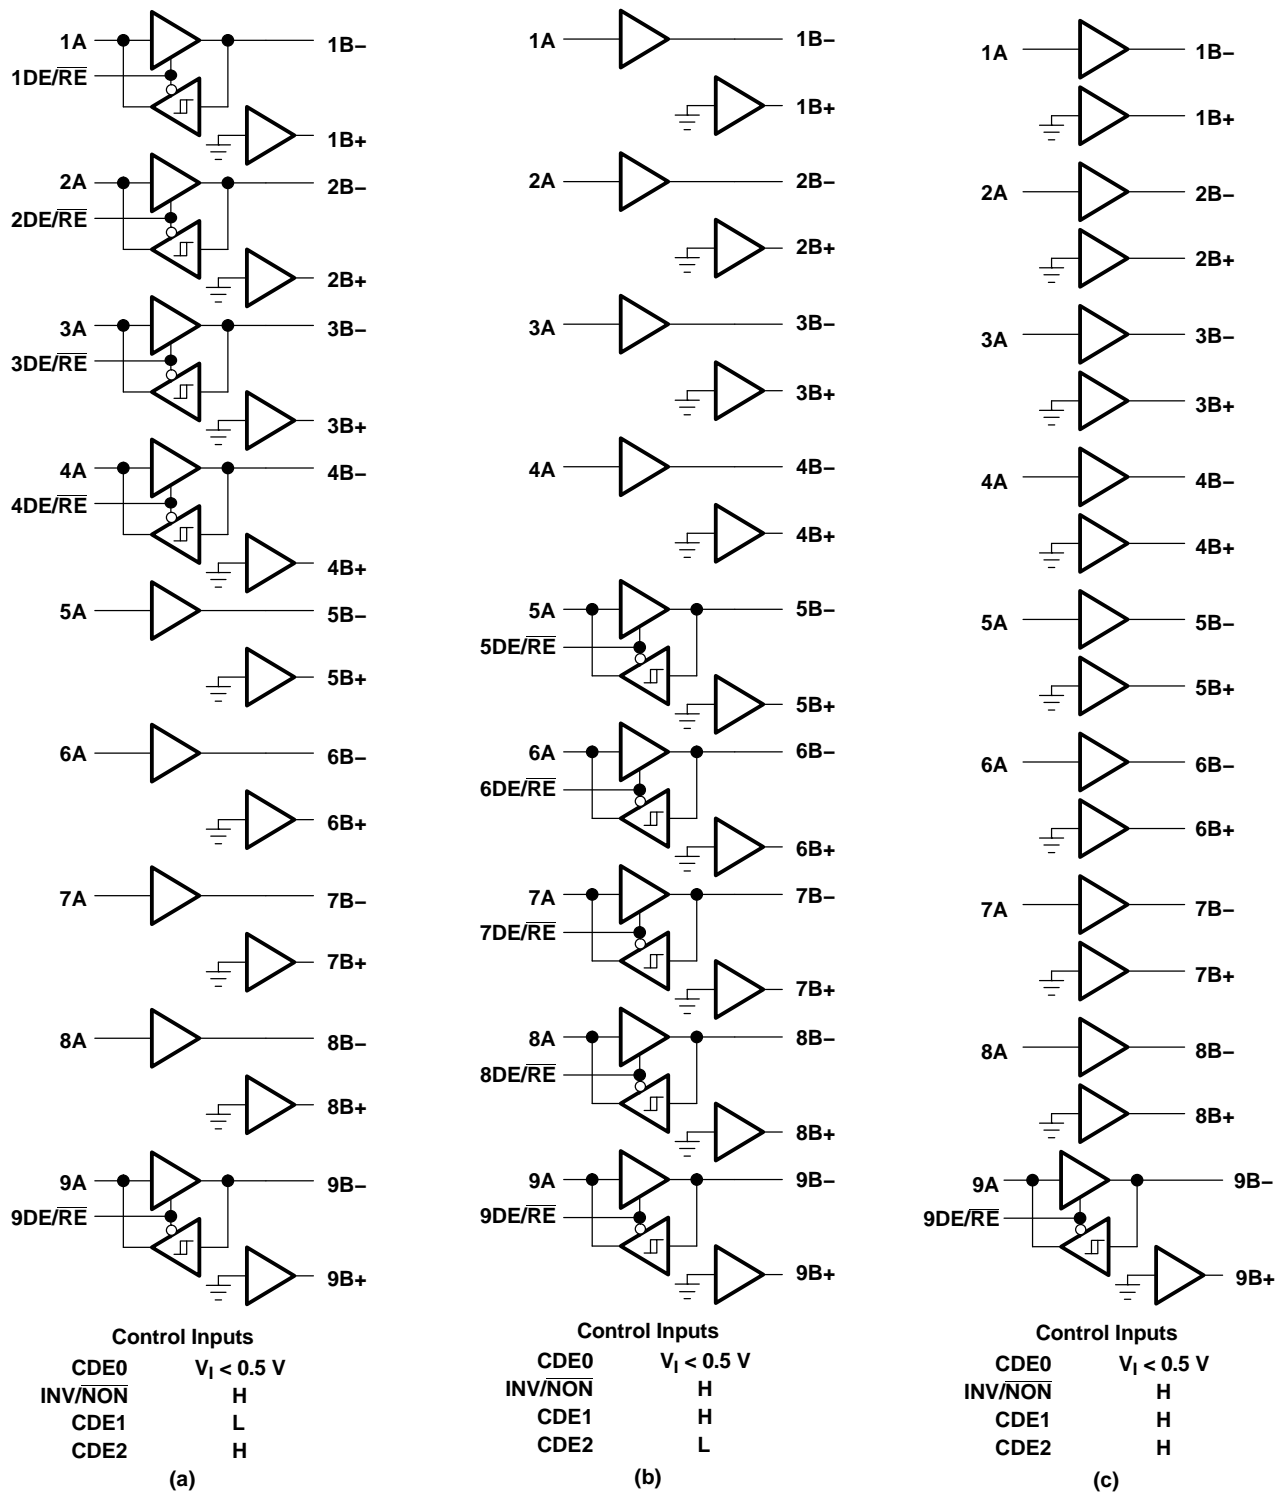 1A 1B–
1DE/RE
1B+
2A 2B–
2DE/RE
2B+
3A 3B–
3DE/RE
3B+
4A 4B–
4DE/RE
4B+
5A 5B–
5B+
6A 6B–
6B+
7A 7B–
7B+
8A 8B–
8B+
9A 9B–
9DE/RE
9B+
Control Inputs
CDE0 VI < 0.5 V
INV/NON H
CDE1 L
CDE2 H
(a)
1A 1B–
1B+
2A 2B–
2B+
3A 3B–
3B+
4A 4B–
4B+
5A 5B–
5DE/RE
5B+
6A 6B–
6DE/RE
6B+
7A 7B–
7DE/RE
7B+
8A 8B–
8DE/RE
8B+
9A 9B–
9DE/RE
9B+
Control Inputs
CDE0 VI < 0.5 V
INV/NON H
CDE1 H
CDE2 L
(b)
1A 1B–
1B+
2A 2B–
2B+
3A 3B–
3B+
4A 4B–
4B+
5A 5B–
5B+
6A 6B–
6B+
7A 7B–
7B+
8A 8B–
8B+
9A 9B–
9DE/RE
9B+
Control Inputs
CDE0 VI < 0.5 V
INV/NON H
CDE1 H
CDE2 H
(c)